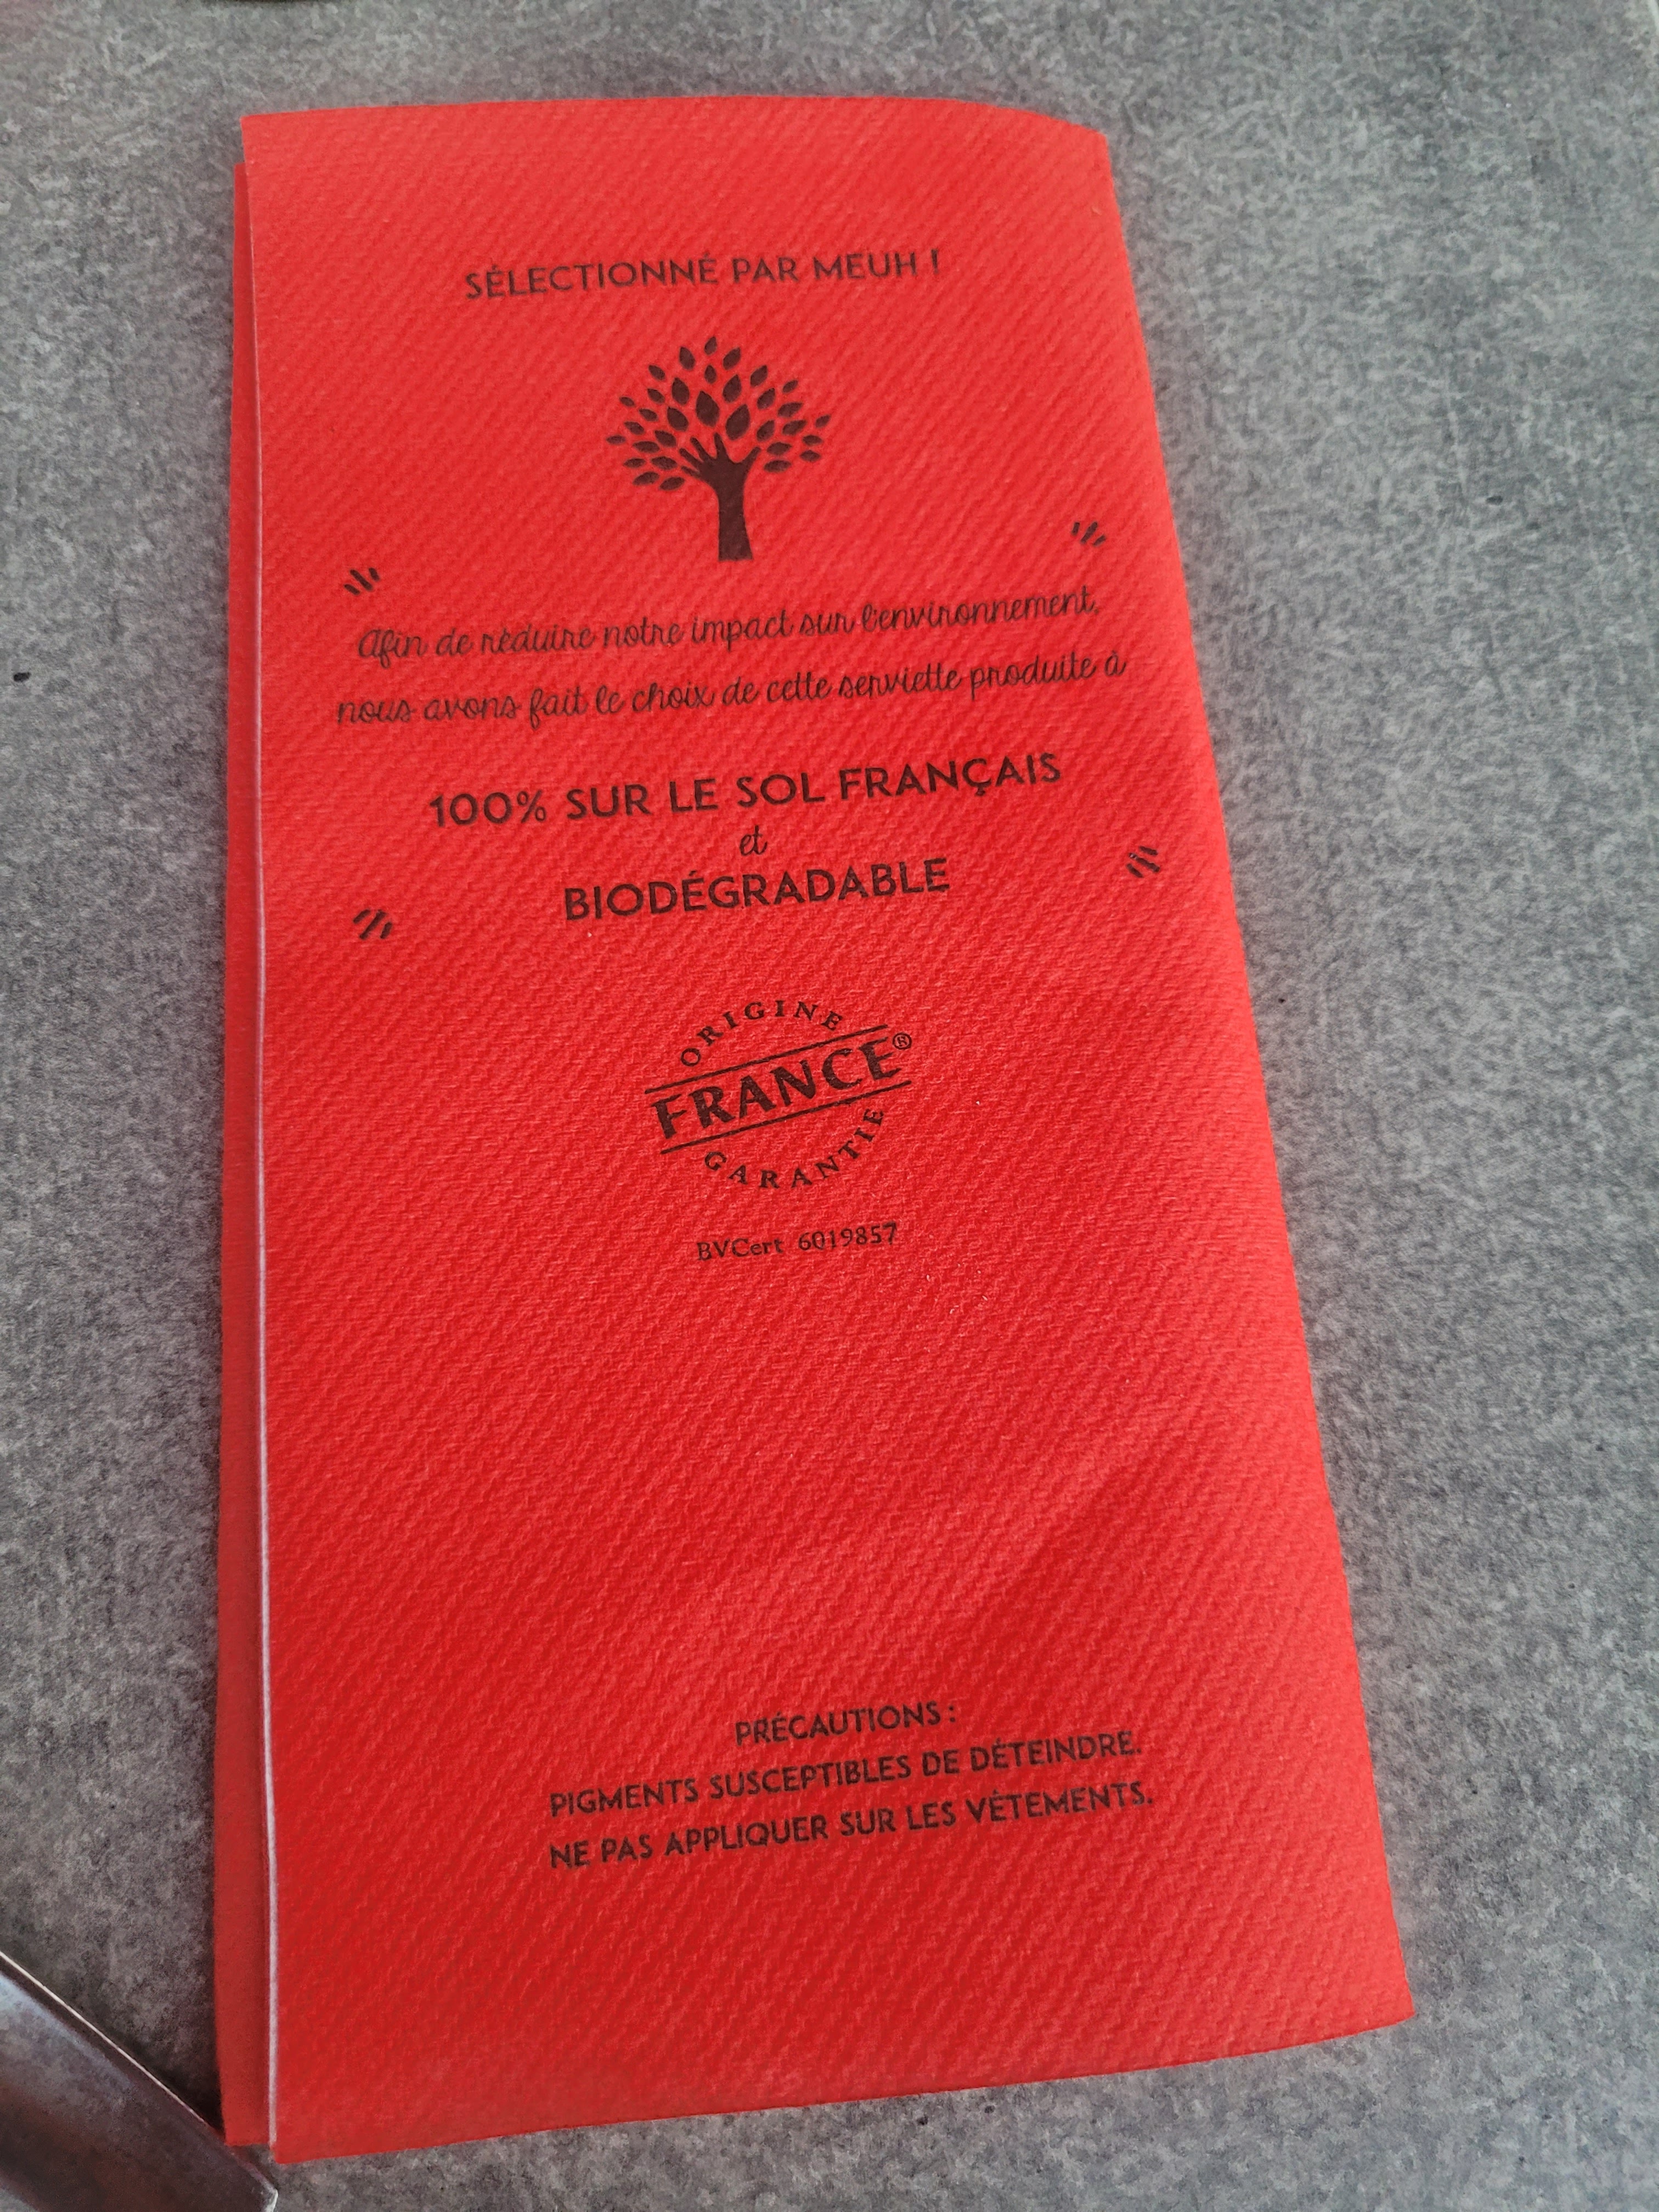 SÉLECTIONNÉ PAR MEUH !
Afin de réduire notre impact sur l'environnement,
nous avons fait le choix de cette serviette produite à
100% SUR LE SOL FRANÇAIS
et
BIODÉGRADABLE
ORIGINE
FRANCE®
GARANTIE
BVCert 6019857
PRÉCAUTIONS :
PIGMENTS SUSCEPTIBLES DE DÉTEINDRE.
NE PAS APPLIQUER SUR LES VÊTEMENTS.